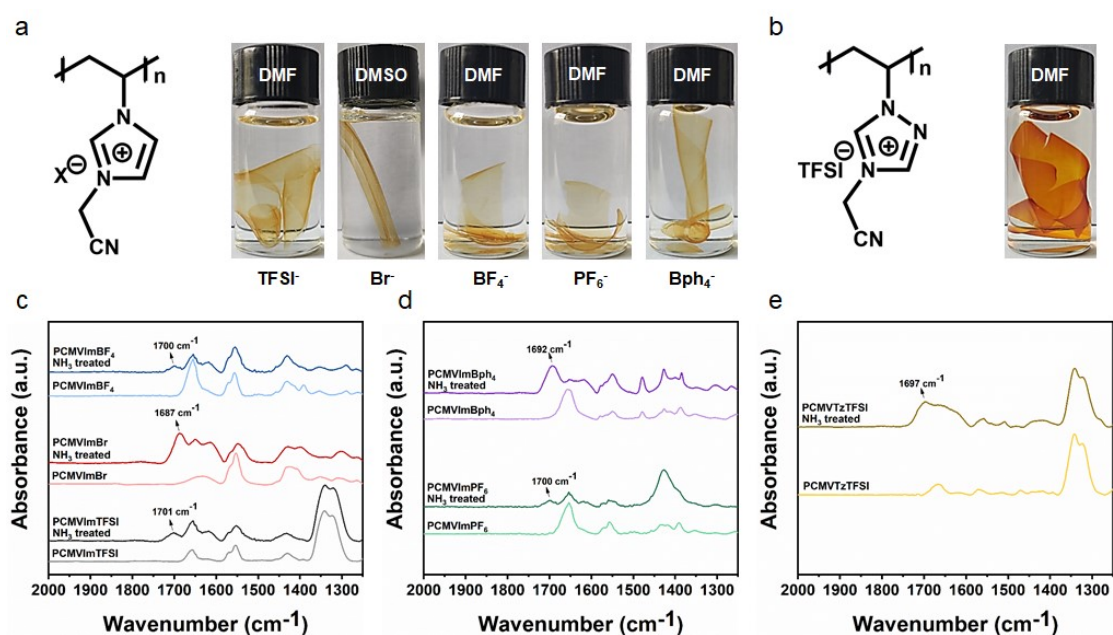 a
b
n
N
N
X⊖
⊕
CN
DMF
DMSO
DMF
DMF
DMF
TFSI-
Br-
BF4-
PF6-
Bph4-
n
N
N
N
TFSI⊖
⊕
CN
DMF
c
d
e
Absorbance (a.u.)
PCMVImBF4
NH3 treated
1700 cm-1
PCMVImBF4
1687 cm-1
PCMVImBr
NH3 treated
PCMVImBr
PCMVImTFSI
NH3 treated
1701 cm-1
PCMVImTFSI
2000 1900 1800 1700 1600 1500 1400 1300
Wavenumber (cm-1)
Absorbance (a.u.)
1692 cm-1
PCMVImBph4
NH3 treated
PCMVImBph4
PCMVImPF6
NH3 treated
1700 cm-1
PCMVImPF6
2000 1900 1800 1700 1600 1500 1400 1300
Wavenumber (cm-1)
Absorbance (a.u.)
1697 cm-1
PCMVTzTFSI
NH3 treated
PCMVTzTFSI
2000 1900 1800 1700 1600 1500 1400 1300
Wavenumber (cm-1)